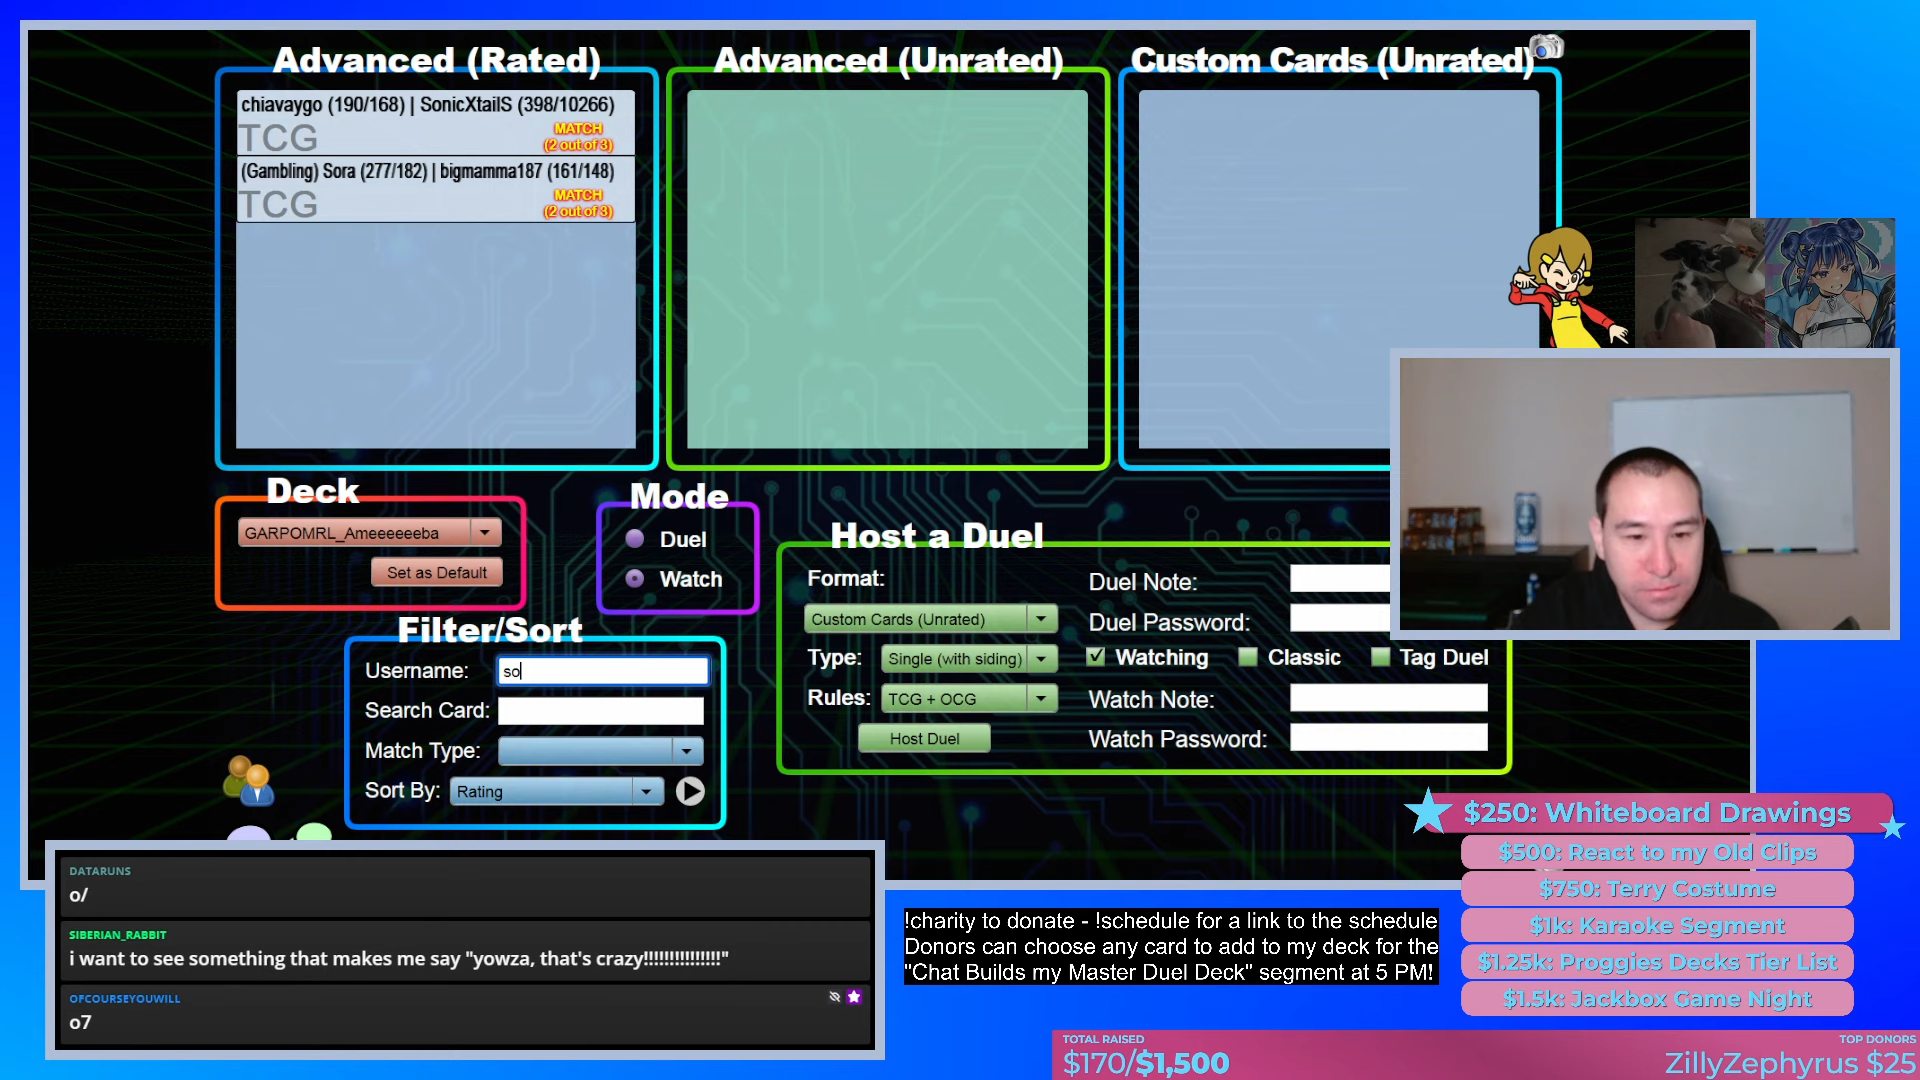 Advanced (Rated)
chiavaygo (190/168) | SonicXtailS (398/10266)
TCG
MATCH
(2 out of 3)
(Gambling) Sora (277/182) | bigmamma187 (161/148)
TCG
MATCH
(2 out of 3)
Advanced (Unrated)
Custom Cards (Unrated)
Deck
GARPOMRL_Ameeeeeeba
Set as Default
Mode
Duel
Watch
Filter/Sort
Username: so
Search Card:
Match Type:
Sort By: Rating
Host a Duel
Format:
Custom Cards (Unrated)
Type: Single (with siding)
Rules: TCG + OCG
Host Duel
Duel Note:
Duel Password:
Watching Classic Tag Duel
Watch Note:
Watch Password:
DATARUNS
o/
SIBERIAN_RABBIT
i want to see something that makes me say "yowza, that's crazy!!!!!!!!!!!!!!!"
OFCOURSEYOUWILL
o7
!charity to donate - !schedule for a link to the schedule
Donors can choose any card to add to my deck for the
"Chat Builds my Master Duel Deck" segment at 5 PM!
$250: Whiteboard Drawings
$500: React to my Old Clips
$750: Terry Costume
$1k: Karaoke Segment
$1.25k: Proggies Decks Tier List
$1.5k: Jackbox Game Night
TOTAL RAISED
$170/$1,500
TOP DONORS
ZillyZephyrus $25